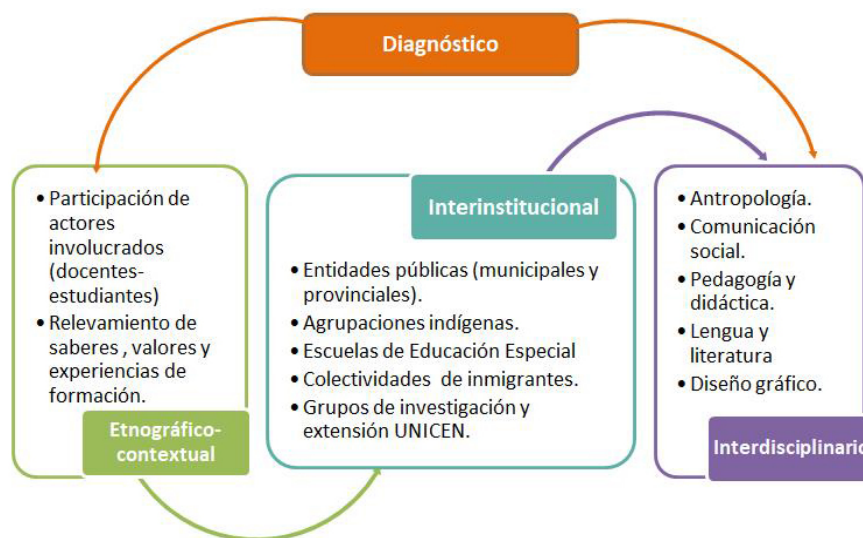 Diagnóstico
• Participación de
actores
involucrados
(docentes-
estudiantes)
• Relevamiento de
saberes , valores y
experiencias de
formación.
Etnográfico-
contextual
Interinstitucional
• Entidades públicas (municipales y
provinciales).
• Agrupaciones indígenas.
• Escuelas de Educación Especial
• Colectividades de inmigrantes.
• Grupos de investigación y
extensión UNICEN.
• Antropología.
• Comunicación
social.
• Pedagogía y
didáctica.
• Lengua y
literatura
• Diseño gráfico.
Interdisciplinario